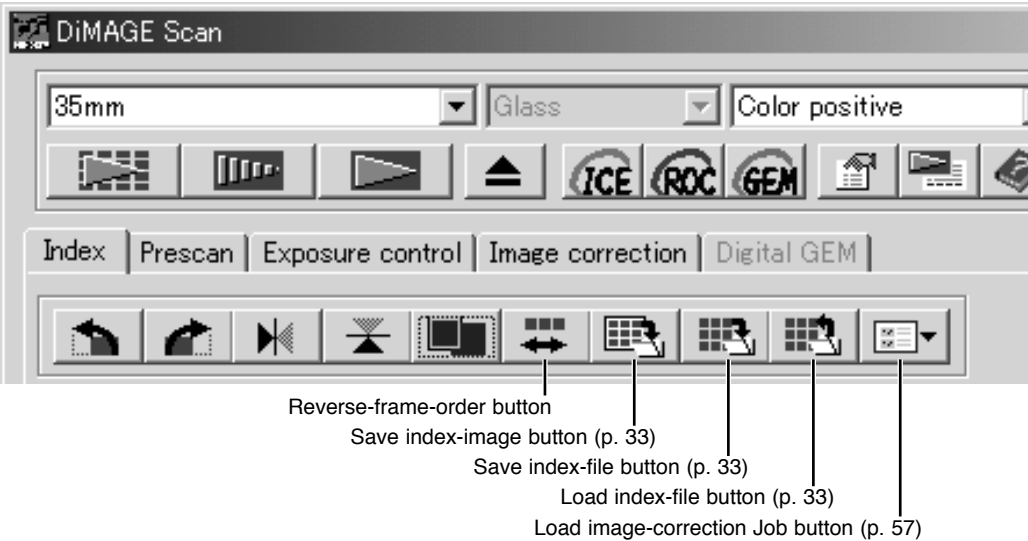 DiMAGE Scan
35mm Glass Color positive
ICE ROC GEM
Index Prescan Exposure control Image correction Digital GEM
Reverse-frame-order button
Save index-image button (p. 33)
Save index-file button (p. 33)
Load index-file button (p. 33)
Load image-correction Job button (p. 57)